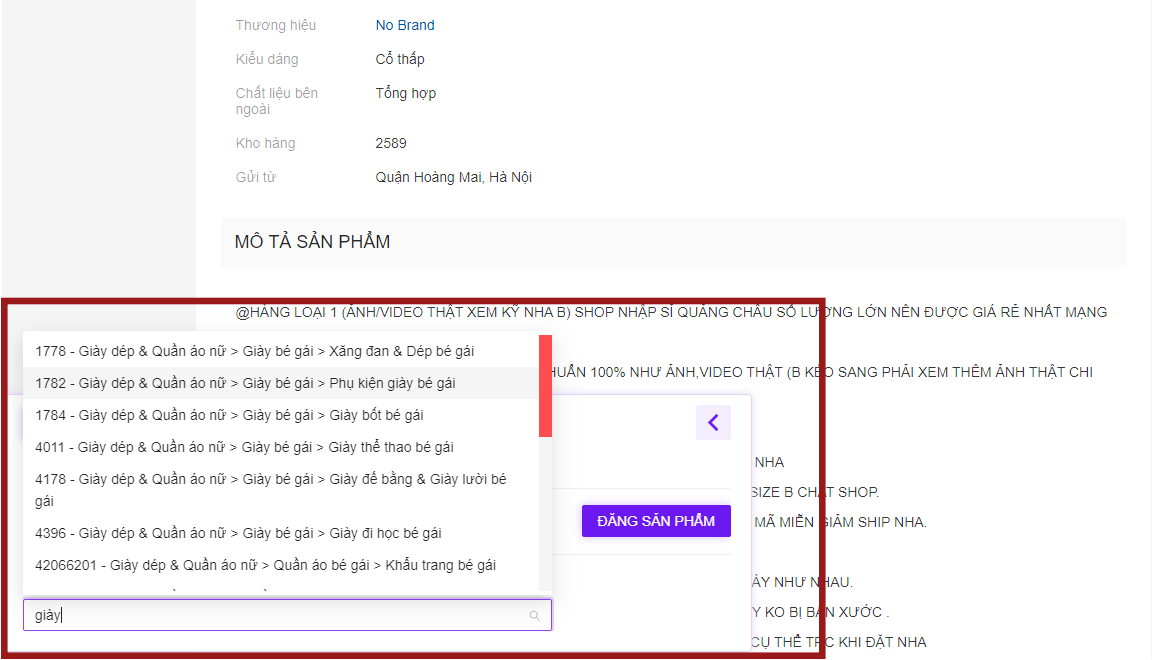 Thương hiệu No Brand
Kiểu dáng Cổ thấp
Chất liệu bên
ngoài Tổng hợp
Kho hàng 2589
Gửi từ Quận Hoàng Mai, Hà Nội
MÔ TẢ SẢN PHẨM
@HÀNG LOẠI 1 (ẢNH/VIDEO THẬT XEM KỸ NHA B) SHOP NHẬP SỈ QUẢNG CHÂU SỐ LƯỢNG LỚN NÊN ĐƯỢC GIÁ RẺ NHẤT MẠNG
1778 - Giày dép & Quần áo nữ > Giày bé gái > Xăng đan & Dép bé gái
HUẨN 100% NHƯ ẢNH,VIDEO THẬT (B KÉO SANG PHẢI XEM THÊM ẢNH THẬT CHI
1782 - Giày dép & Quần áo nữ > Giày bé gái > Phụ kiện giày bé gái
1784 - Giày dép & Quần áo nữ > Giày bé gái > Giày bốt bé gái
4011 - Giày dép & Quần áo nữ > Giày bé gái > Giày thể thao bé gái
NHA
4178 - Giày dép & Quần áo nữ > Giày bé gái > Giày đế bằng & Giày lười bé
gái
SIZE B CHAT SHOP.
ĐĂNG SẢN PHẨM
MÃ MIỄN GIẢM SHIP NHA.
4396 - Giày dép & Quần áo nữ > Giày bé gái > Giày đi học bé gái
42066201 - Giày dép & Quần áo nữ > Quần áo bé gái > Khẩu trang bé gái
NHƯ NHAU.
giày
KO BỊ BẨN XƯỚC .
CỤ THỂ TRC KHI ĐẶT NHA